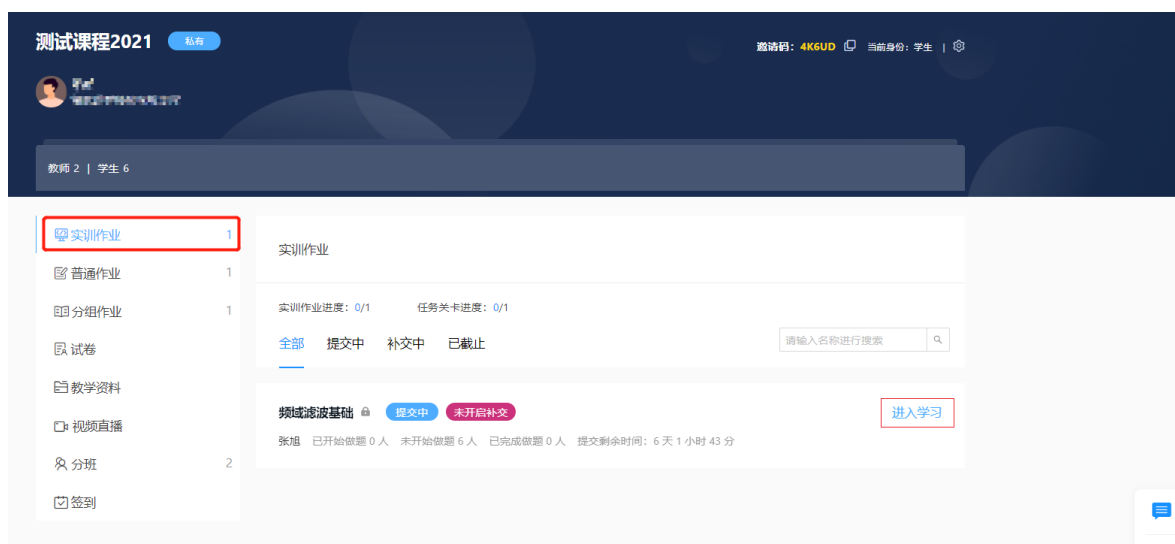 测试课程2021 私有
邀请码：4K6UD 当前身份：学生 |
教师 2 | 学生 6
实训作业 1
普通作业 1
分组作业 1
试卷
教学资料
视频直播
分班 2
签到
实训作业
实训作业进度：0/1 任务关卡进度：0/1
全部 提交中 补交中 已截止 请输入名称进行搜索
频域滤波基础 提交中 未开启补交 进入学习
张旭 已开始做题 0 人 未开始做题 6 人 已完成做题 0 人 提交剩余时间：6 天 1 小时 43 分